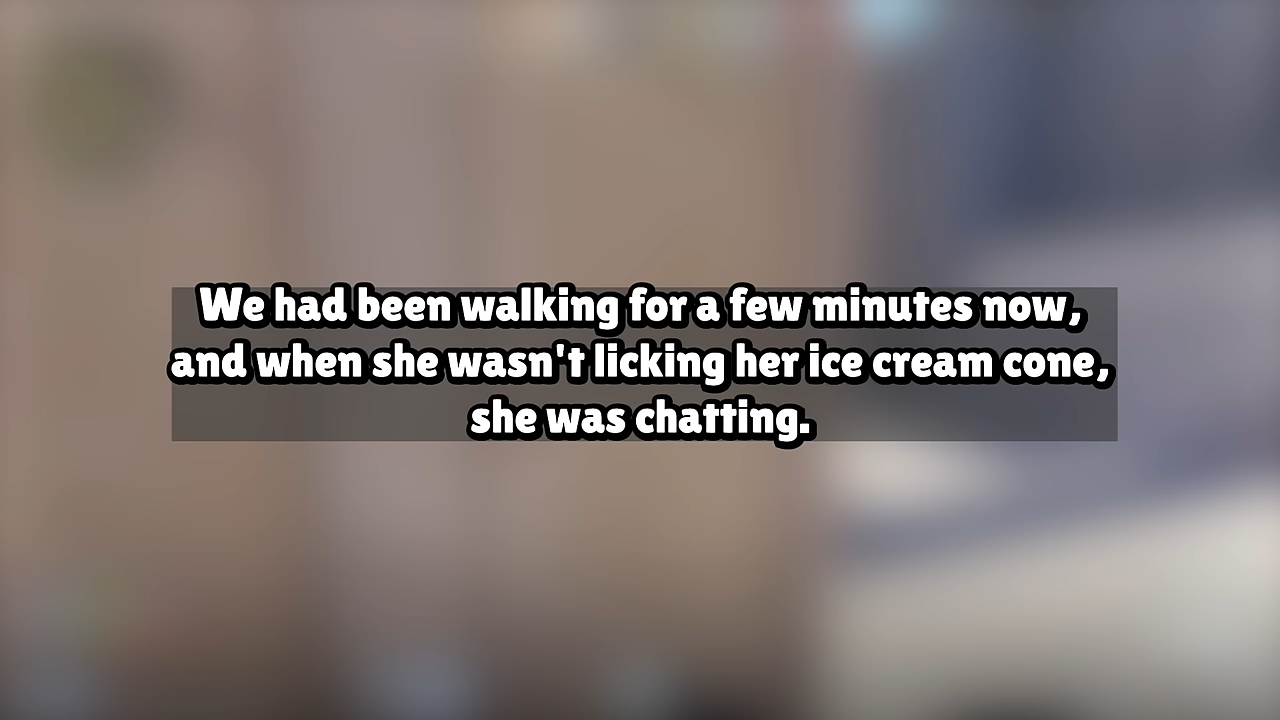 We had been walking for a few minutes now,
and when she wasn't licking her ice cream cone,
she was chatting.